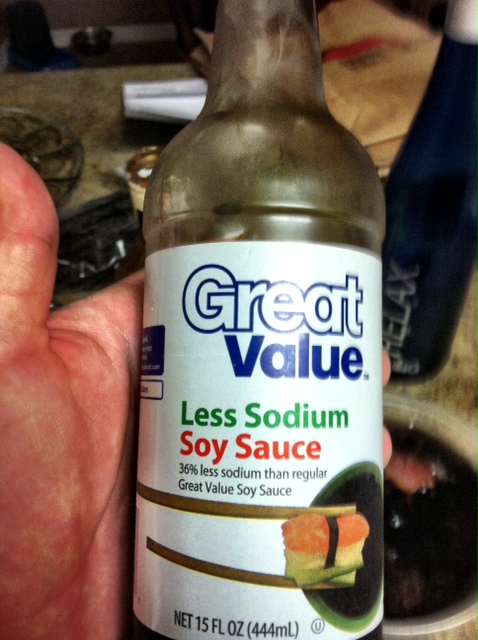 Great
Value
Less Sodium
Soy Sauce
36% less sodium than regular
Great Value Soy Sauce
NET 15 FL OZ (444mL)
U
RELAX